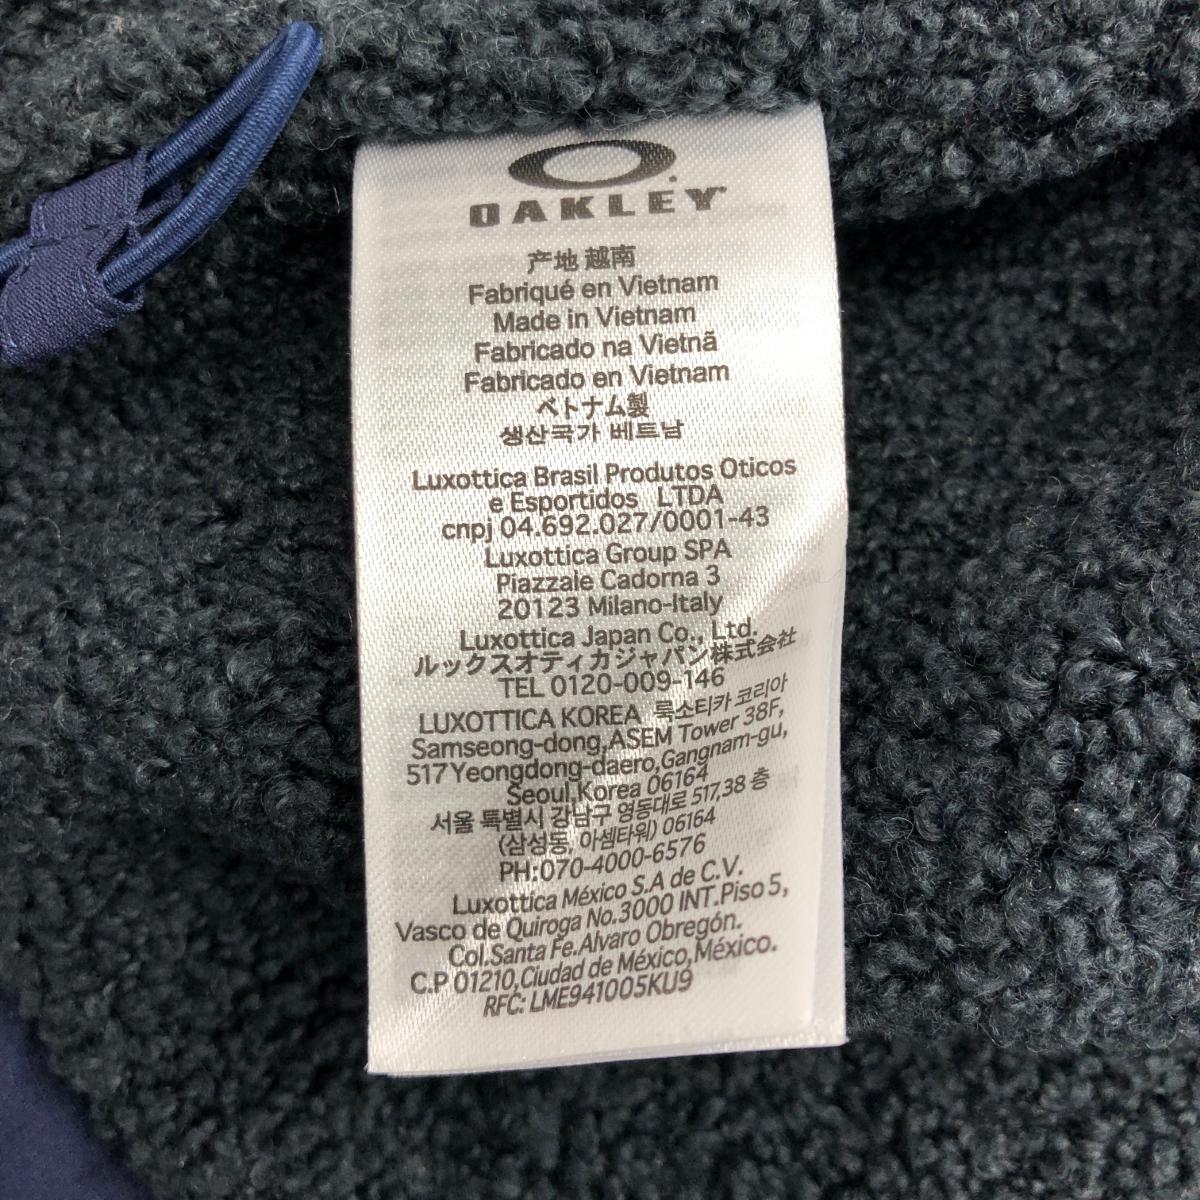 OAKLEY
产地 越南
Fabriqué en Vietnam
Made in Vietnam
Fabricado na Vietnã
Fabricado en Vietnam
ベトナム製
생산국가 베트남
Luxottica Brasil Produtos Oticos
e Esportidos LTDA
cnpj 04.692.027/0001-43
Luxottica Group SPA
Piazzale Cadorna 3
20123 Milano-Italy
Luxottica Japan Co., Ltd.
ルックスオティカジャパン株式会社
TEL 0120-009-146
LUXOTTICA KOREA 룩소티카 코리아
Samseong-dong,ASEM Tower 38F,
517Yeongdong-daero,Gangnam-gu,
Seoul,Korea 06164
서울 특별시 강남구 영동대로 517,38 층
(삼성동, 아셈타워) 06164
PH:070-4000-6576
Luxottica México S.A de C.V.
Vasco de Quiroga No.3000 INT.Piso 5,
Col.Santa Fe.Alvaro Obregón.
C.P 01210,Ciudad de México,México.
RFC: LME941005KU9